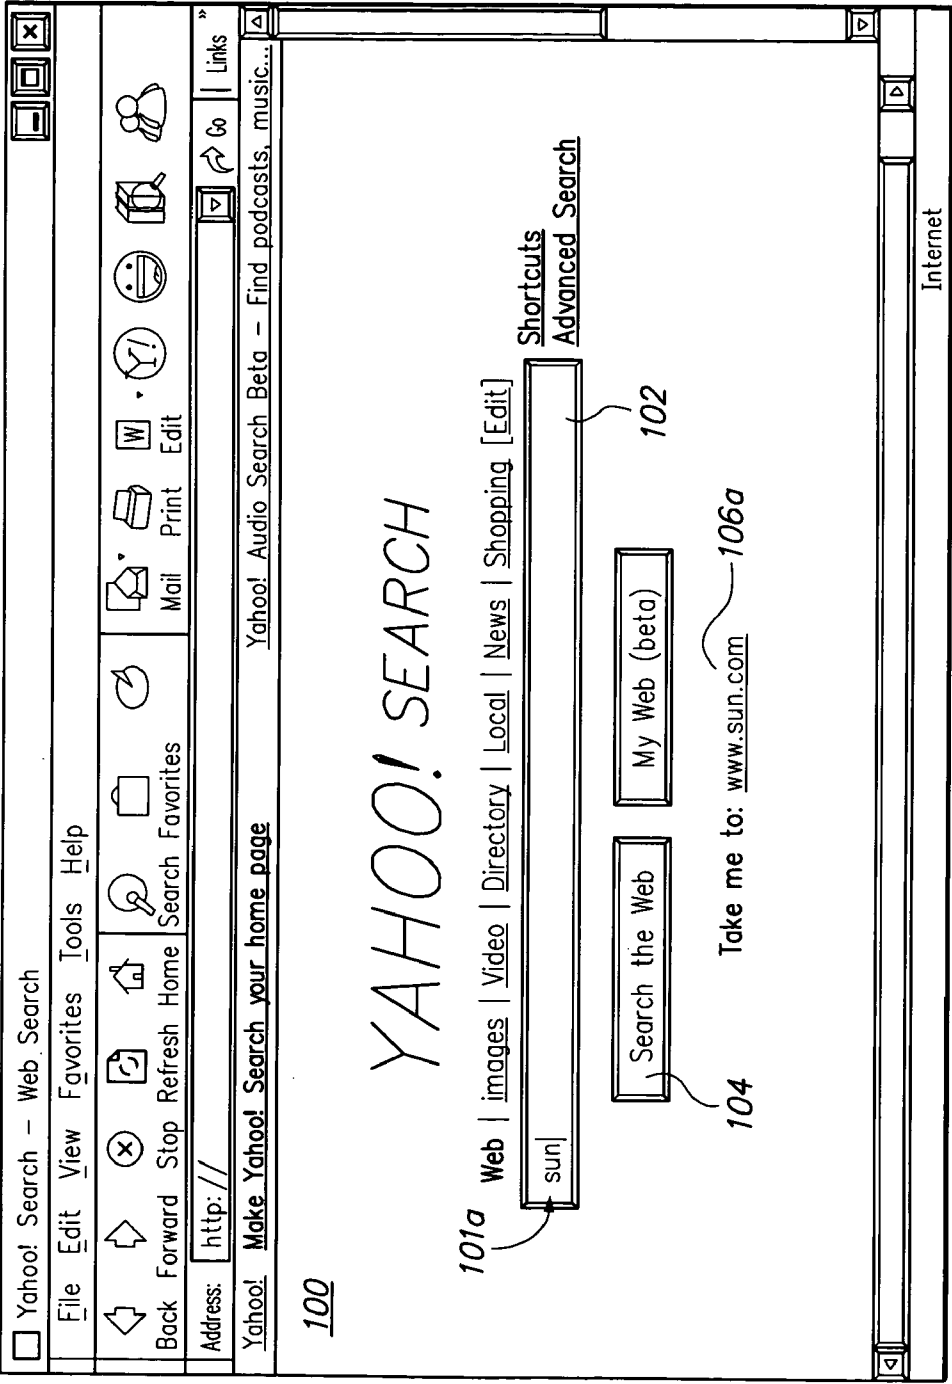 Yahoo! Search – Web Search
File Edit View Favorites Tools Help
Back Forward Stop Refresh Home Search Favorites Mail Print Edit
W Y!
Address: http:// Go Links »
Yahoo! Make Yahoo! Search your home page Yahoo! Audio Search Beta – Find podcasts, music...
100
YAHOO! SEARCH
Web | images | Video | Directory | Local | News | Shopping [Edit]
101a
sun
Shortcuts
Advanced Search
102
Search the Web My Web (beta)
104
Take me to: www.sun.com
106a
Internet